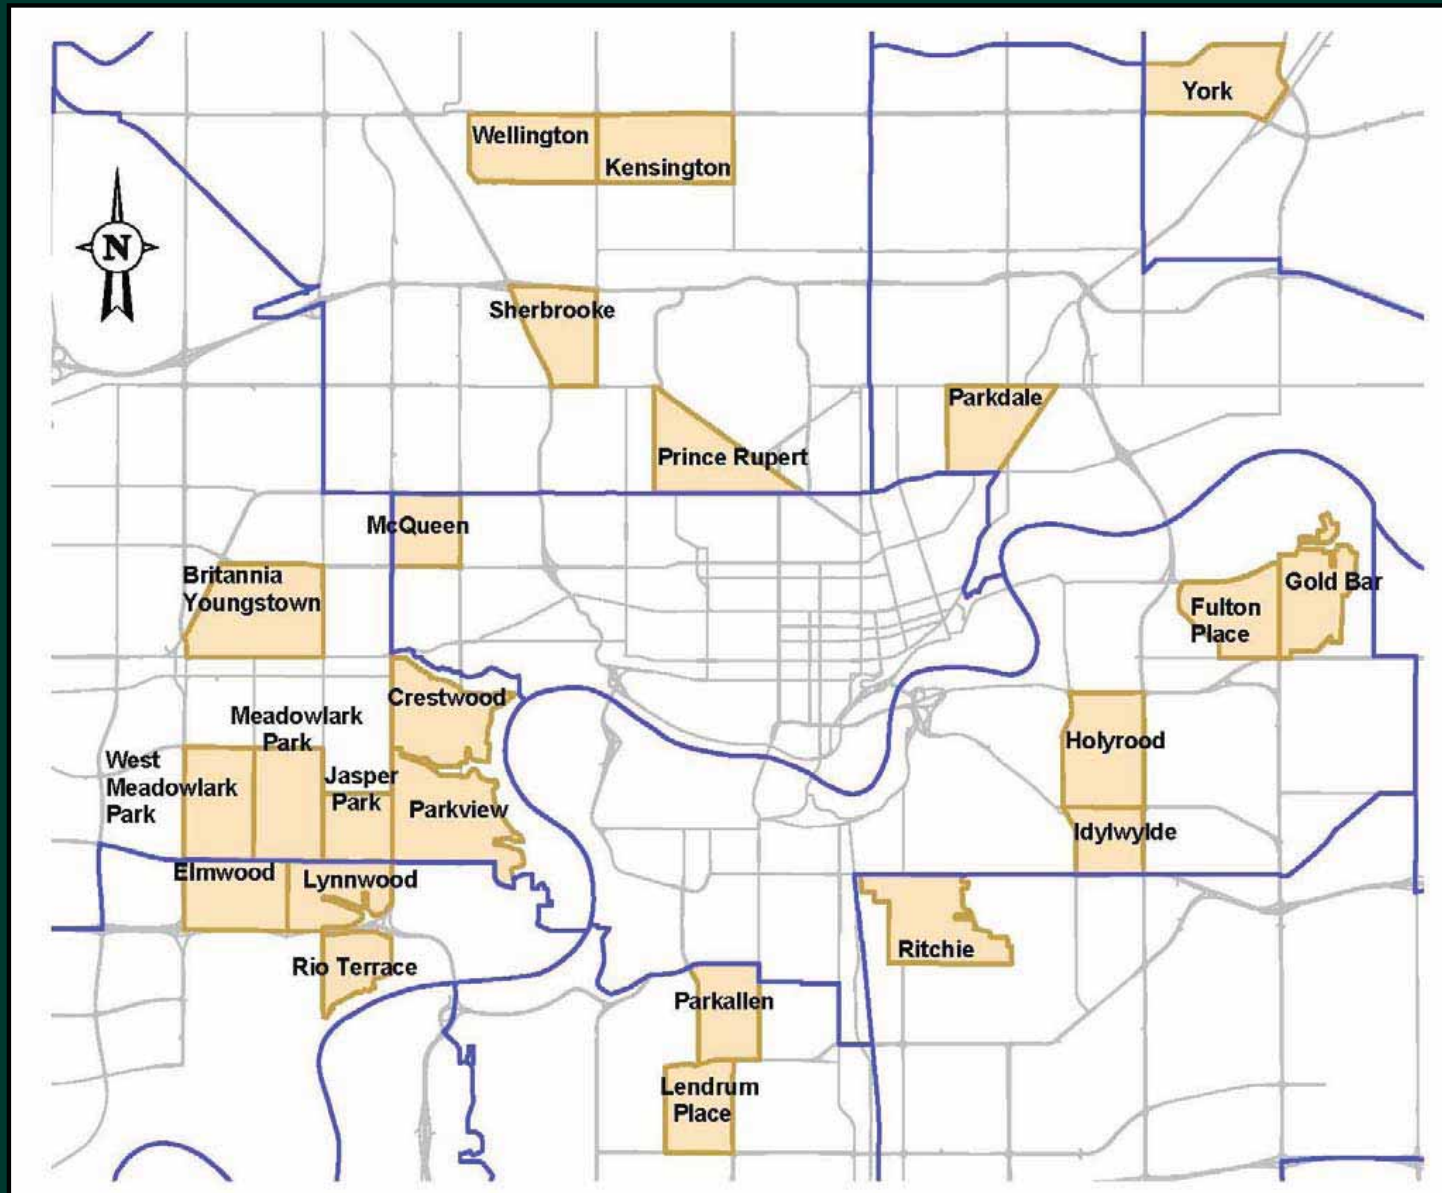 York
Wellington
Kensington
N
Sherbrooke
Parkdale
Prince Rupert
McQueen
Britannia
Youngstown
Gold Bar
Fulton
Place
Crestwood
Meadowlark
Park
Holyrood
West
Meadowlark
Park
Jasper
Park
Parkview
Idylwylde
Elmwood
Lynnwood
Ritchie
Rio Terrace
Parkallen
Lendrum
Place